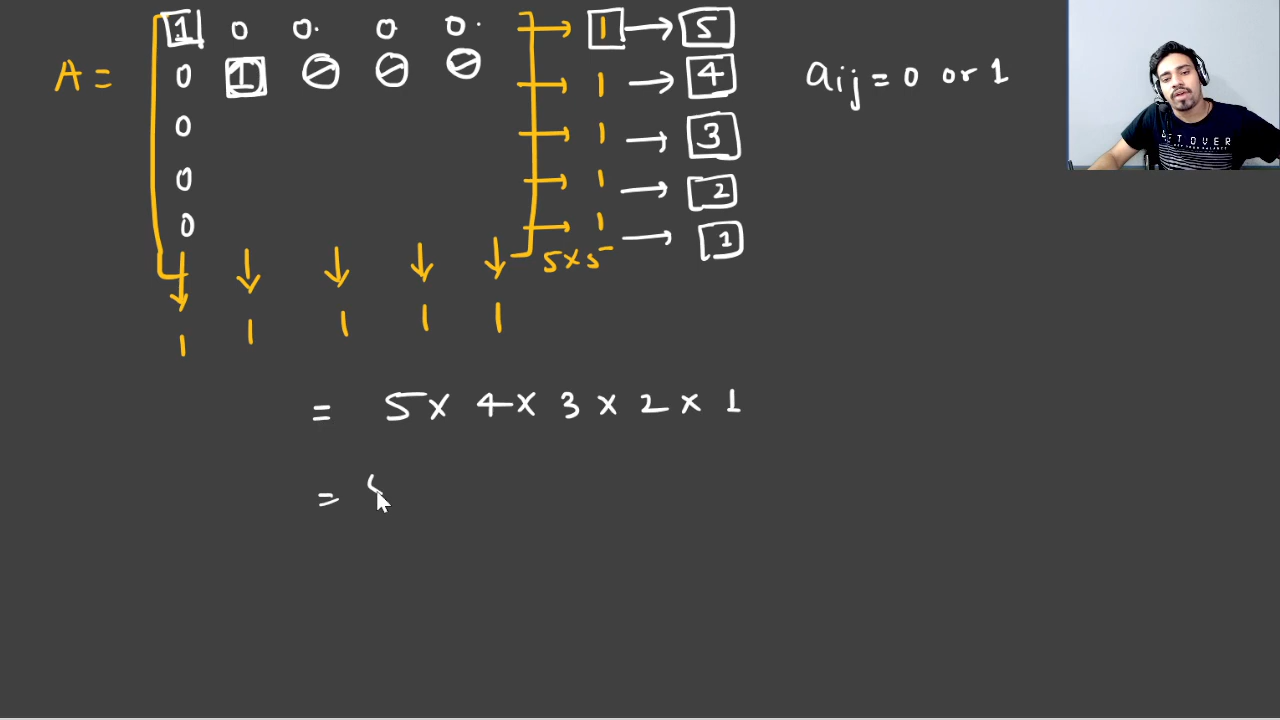 1 0 0. 0 0. → 1 → 5
A = 0 1 0 0 0 → 1 → 4 aij = 0 or 1
0 → 1 → 3
0 → 1 → 2
0 → 1 → 1
5×5
1 1 1 1 1
= 5 × 4 × 3 × 2 × 1
=
GET OVER